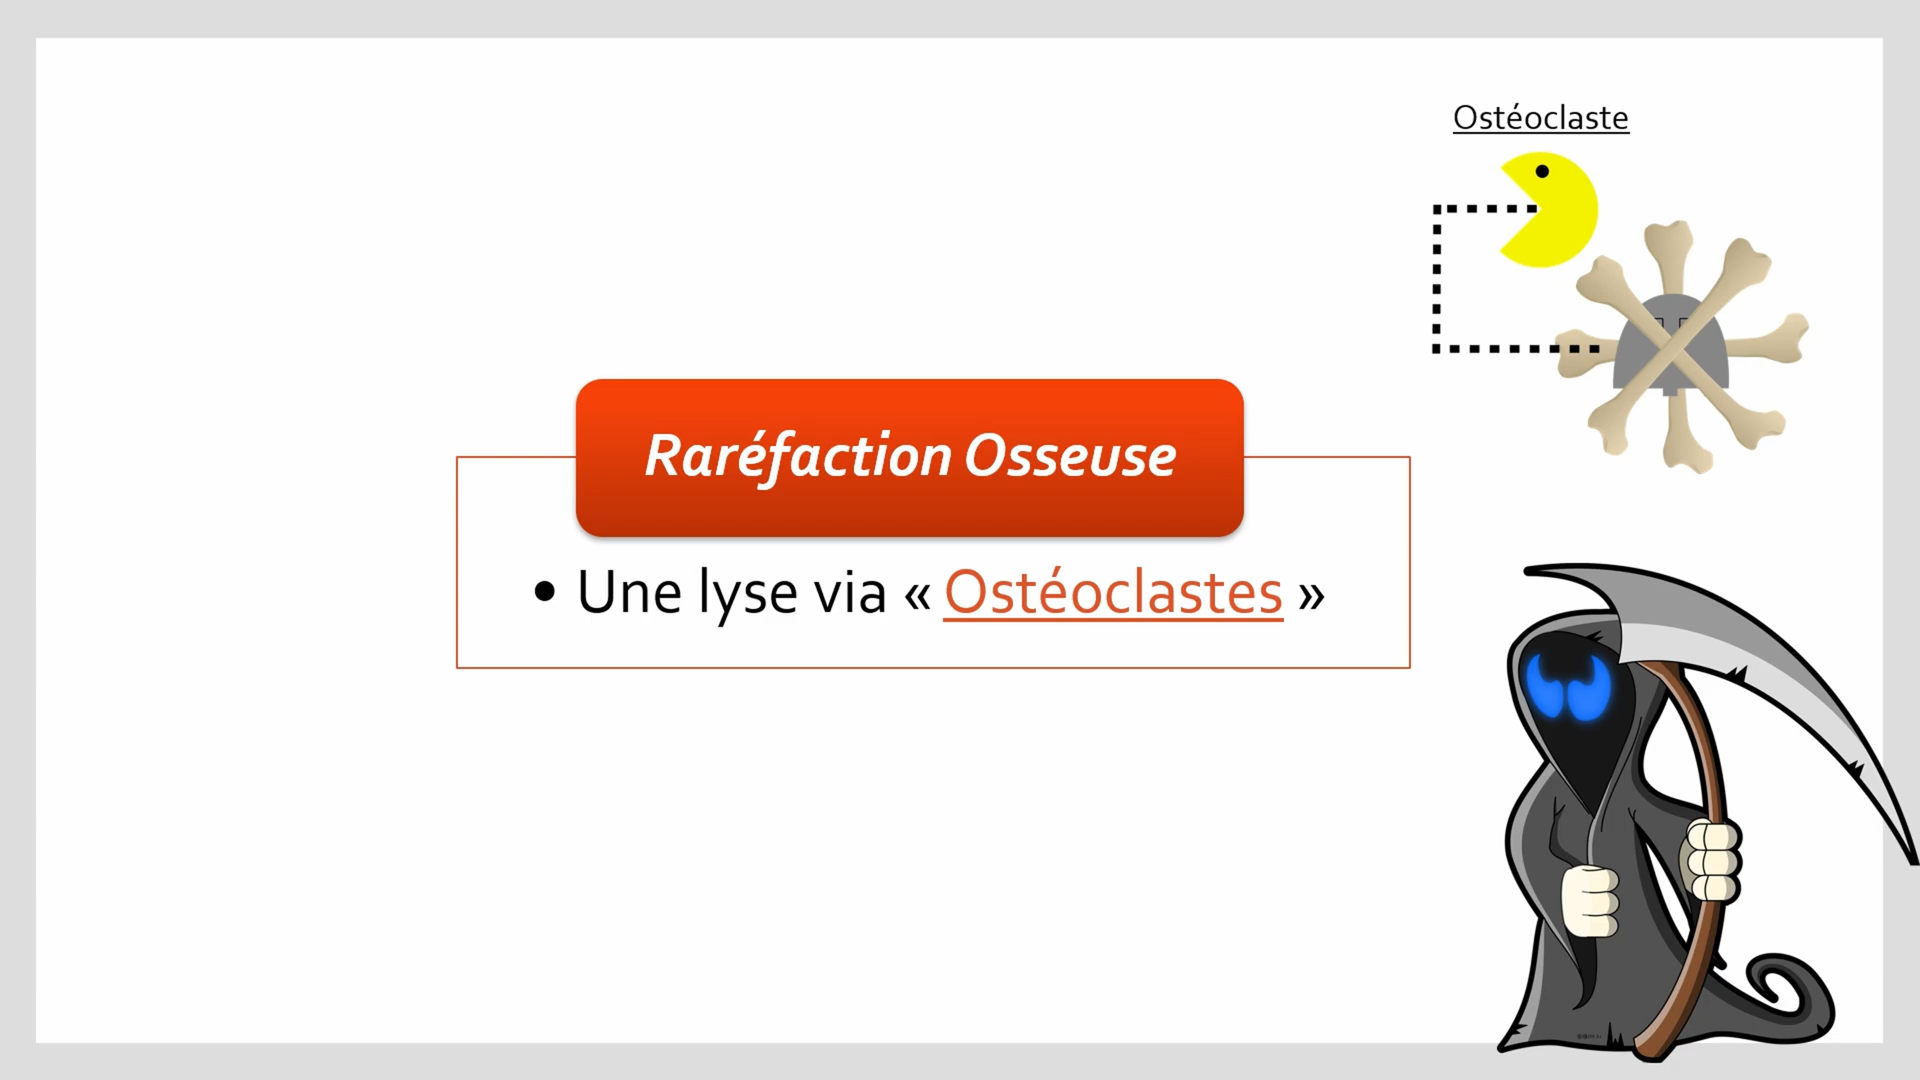 Ostéoclaste
Raréfaction Osseuse
• Une lyse via « Ostéoclastes »